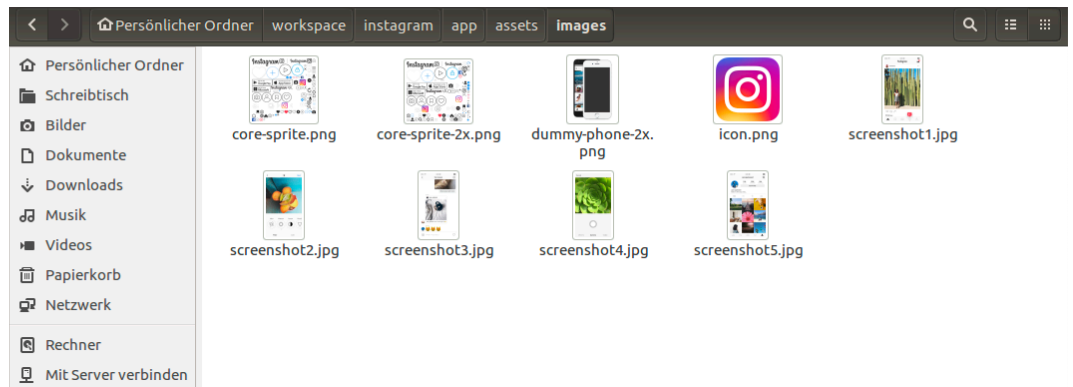 Persönlicher Ordner workspace instagram app assets images
Persönlicher Ordner
Schreibtisch
Bilder
Dokumente
Downloads
Musik
Videos
Papierkorb
Netzwerk
Rechner
Mit Server verbinden
core-sprite.png
core-sprite-2x.png
dummy-phone-2x.
png
icon.png
screenshot1.jpg
screenshot2.jpg
screenshot3.jpg
screenshot4.jpg
screenshot5.jpg